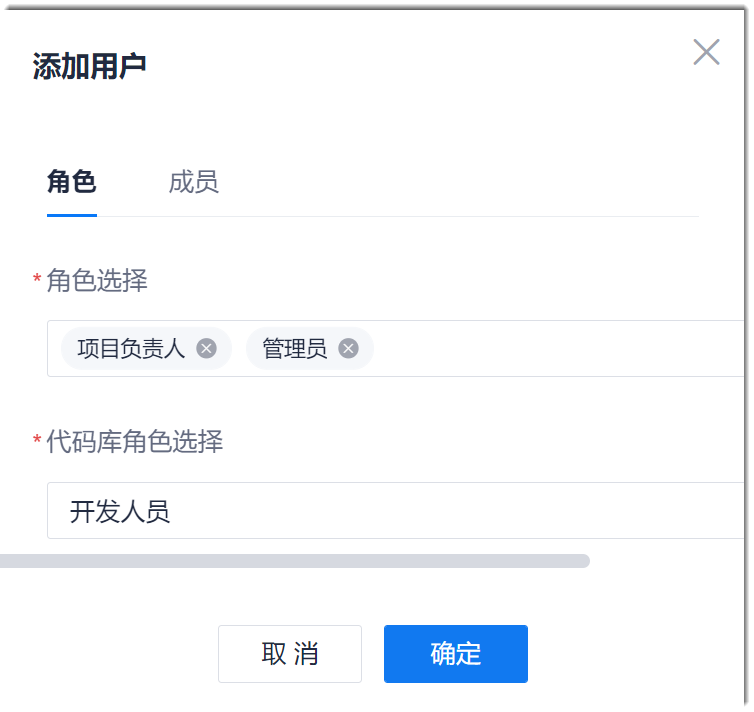 添加用户
角色 成员
*角色选择
项目负责人 管理员
*代码库角色选择
开发人员
取 消 确定